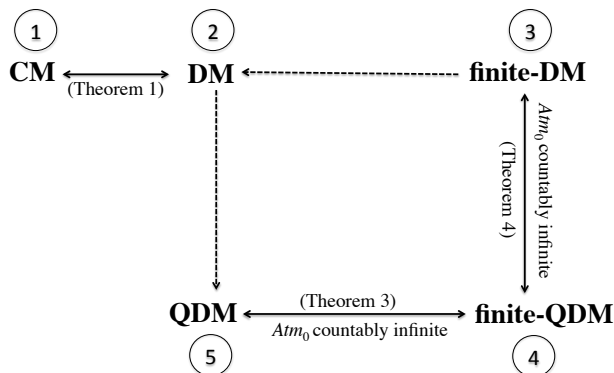 1
2
3
CM
(Theorem 1)
DM
finite-DM
Atm0 countably infinite
(Theorem 4)
QDM
(Theorem 3)
Atm0 countably infinite
finite-QDM
5
4